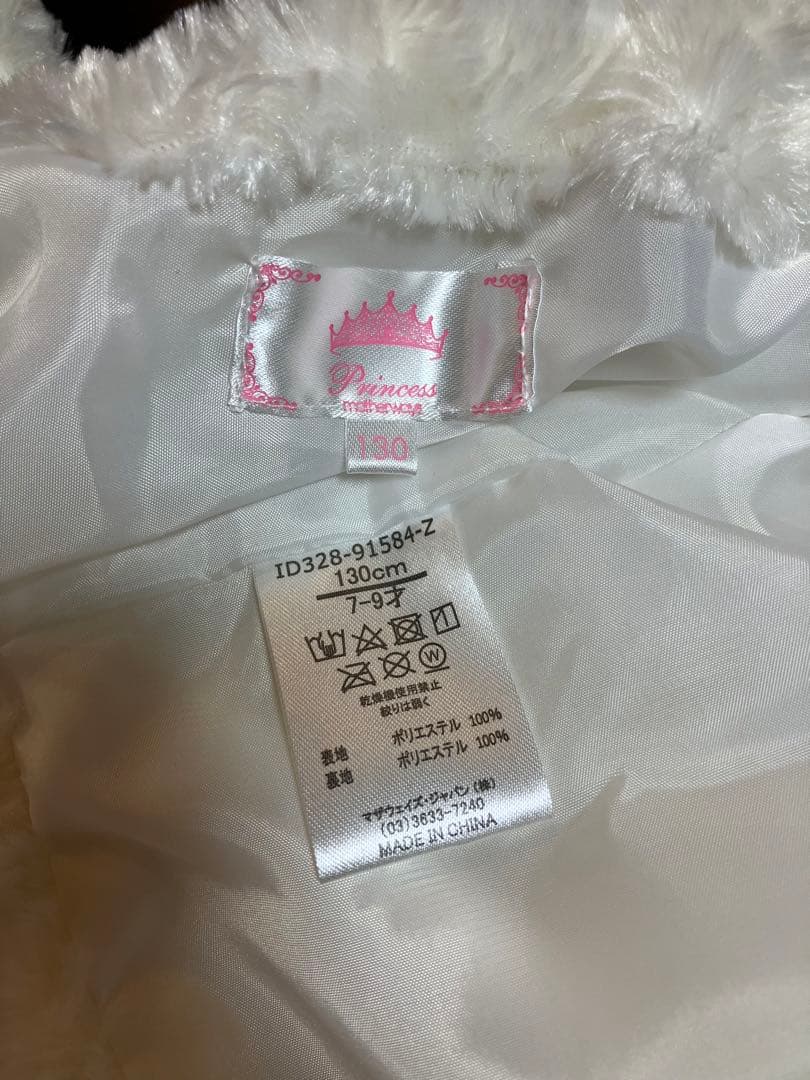 Princess
motherways
130
ID328-91584-Z
130cm
7-9才
W
乾燥機使用禁止
絞りは弱く
表地 ポリエステル 100%
裏地 ポリエステル 100%
マザウェイズ・ジャパン(株)
(03)3633-7240
MADE IN CHINA